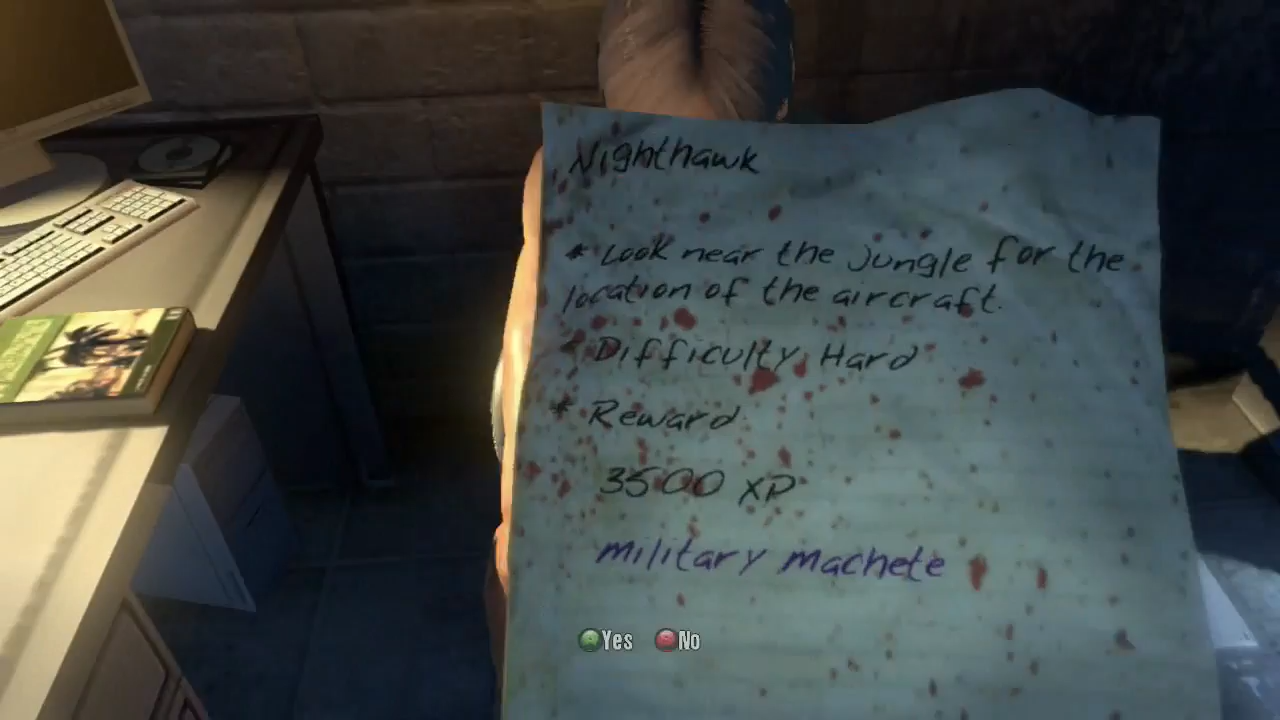 Nighthawk
* Look near the jungle for the
location of the aircraft.
* Difficulty Hard
* Reward
3500 XP
military machete
Yes No